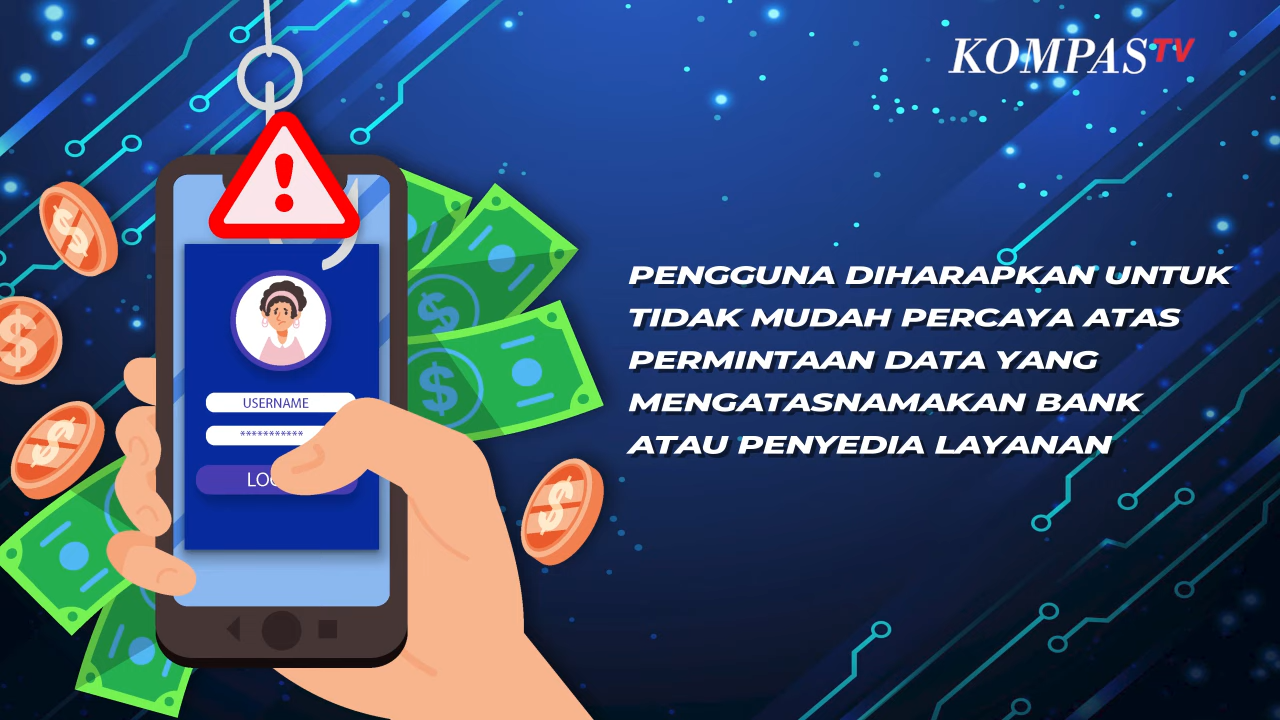 KOMPASTV
USERNAME
***********
PENGGUNA DIHARAPKAN UNTUK
TIDAK MUDAH PERCAYA ATAS
PERMINTAAN DATA YANG
MENGATASNAMAKAN BANK
ATAU PENYEDIA LAYANAN